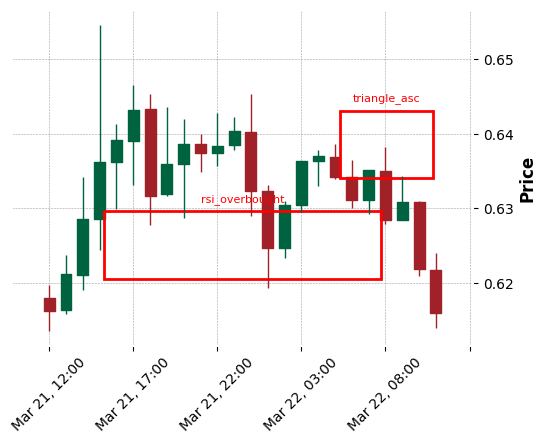 0.65
triangle_asc
0.64
rsi_overbought
0.63
0.62
Price
Mar 21, 12:00
Mar 21, 17:00
Mar 21, 22:00
Mar 22, 03:00
Mar 22, 08:00